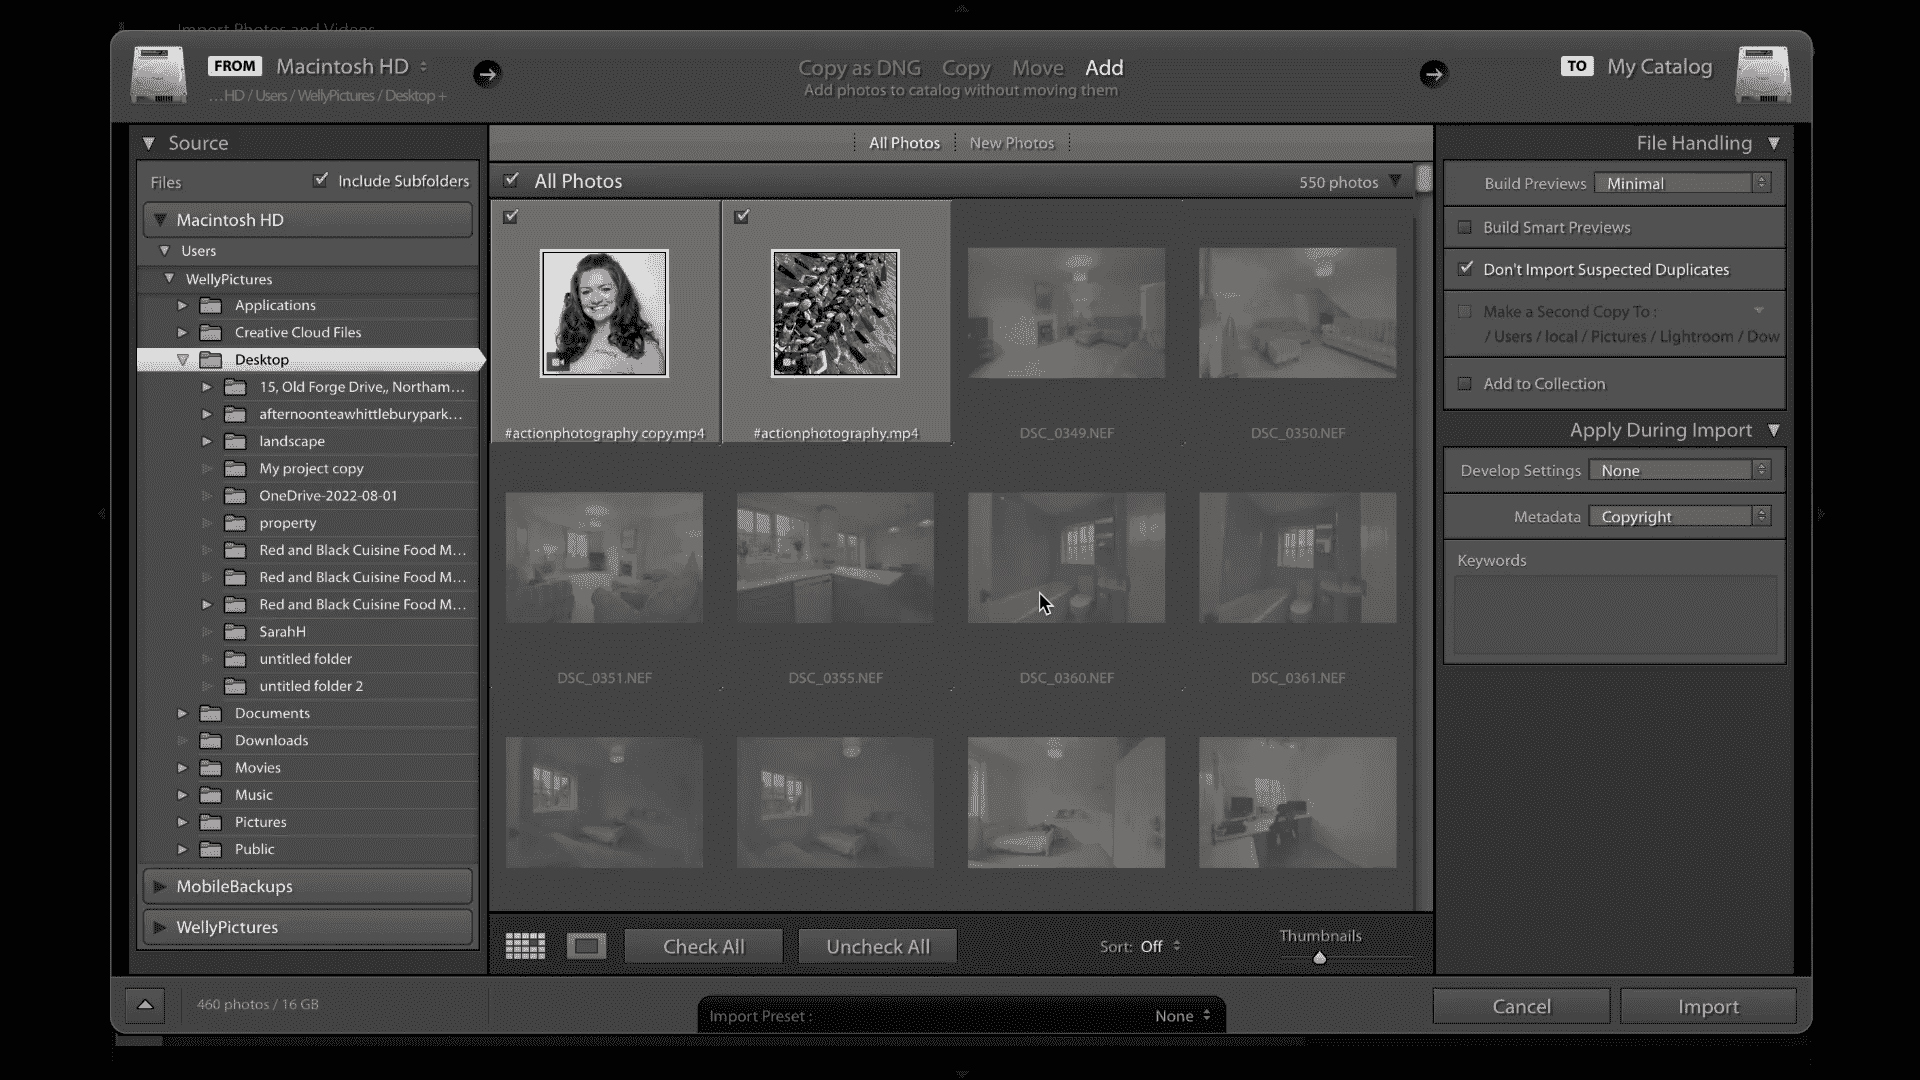 Import Photos and Videos
FROM Macintosh HD
…HD / Users / WellyPictures / Desktop +
Copy as DNG Copy Move Add
Add photos to catalog without moving them
TO My Catalog
Source
Files Include Subfolders
Macintosh HD
Users
WellyPictures
Applications
Creative Cloud Files
Desktop
15, Old Forge Drive,, Northam…
afternoonteawhittleburypark…
landscape
My project copy
OneDrive-2022-08-01
property
Red and Black Cuisine Food M…
Red and Black Cuisine Food M…
Red and Black Cuisine Food M…
SarahH
untitled folder
untitled folder 2
Documents
Downloads
Movies
Music
Pictures
Public
MobileBackups
WellyPictures
All Photos New Photos
All Photos 550 photos
#actionphotography copy.mp4 #actionphotography.mp4 DSC_0349.NEF DSC_0350.NEF
DSC_0351.NEF DSC_0355.NEF DSC_0360.NEF DSC_0361.NEF
Check All Uncheck All Sort: Off Thumbnails
File Handling
Build Previews Minimal
Build Smart Previews
Don't Import Suspected Duplicates
Make a Second Copy To :
/ Users / local / Pictures / Lightroom / Dow
Add to Collection
Apply During Import
Develop Settings None
Metadata Copyright
Keywords
460 photos / 16 GB
Import Preset : None
Cancel Import